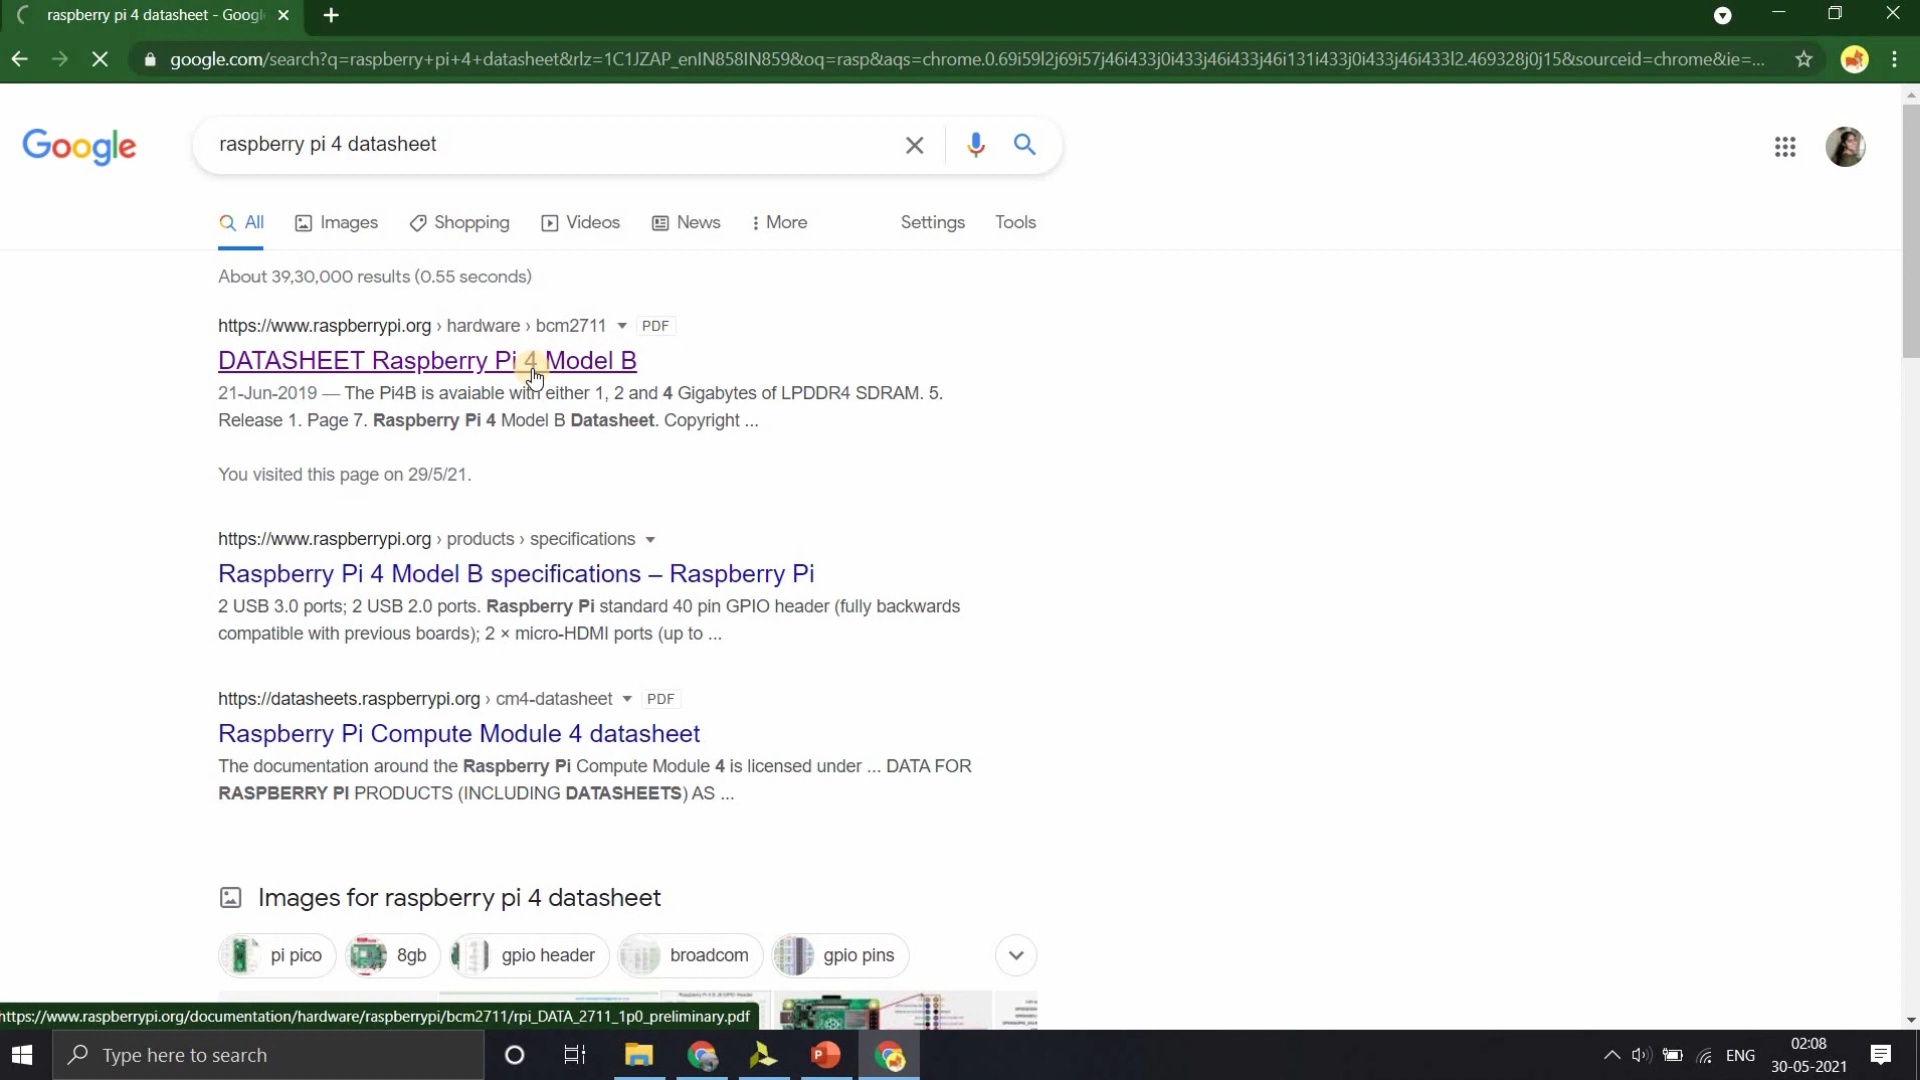 raspberry pi 4 datasheet - Googl
google.com/search?q=raspberry+pi+4+datasheet&rlz=1C1JZAP_enIN858IN859&oq=rasp&aqs=chrome.0.69i59l2j69i57j46i433j0i433j46i433j46i131i433j0i433j46i433l2.469328j0j15&sourceid=chrome&ie=...
Google
raspberry pi 4 datasheet
All Images Shopping Videos News More Settings Tools
About 39,30,000 results (0.55 seconds)
https://www.raspberrypi.org › hardware › bcm2711 PDF
DATASHEET Raspberry Pi 4 Model B
21-Jun-2019 — The Pi4B is avaiable with either 1, 2 and 4 Gigabytes of LPDDR4 SDRAM. 5.
Release 1. Page 7. Raspberry Pi 4 Model B Datasheet. Copyright ...
You visited this page on 29/5/21.
https://www.raspberrypi.org › products › specifications
Raspberry Pi 4 Model B specifications – Raspberry Pi
2 USB 3.0 ports; 2 USB 2.0 ports. Raspberry Pi standard 40 pin GPIO header (fully backwards
compatible with previous boards); 2 × micro-HDMI ports (up to ...
https://datasheets.raspberrypi.org › cm4-datasheet PDF
Raspberry Pi Compute Module 4 datasheet
The documentation around the Raspberry Pi Compute Module 4 is licensed under ... DATA FOR
RASPBERRY PI PRODUCTS (INCLUDING DATASHEETS) AS ...
Images for raspberry pi 4 datasheet
pi pico 8gb gpio header broadcom gpio pins
https://www.raspberrypi.org/documentation/hardware/raspberrypi/bcm2711/rpi_DATA_2711_1p0_preliminary.pdf
Type here to search
ENG
02:08
30-05-2021